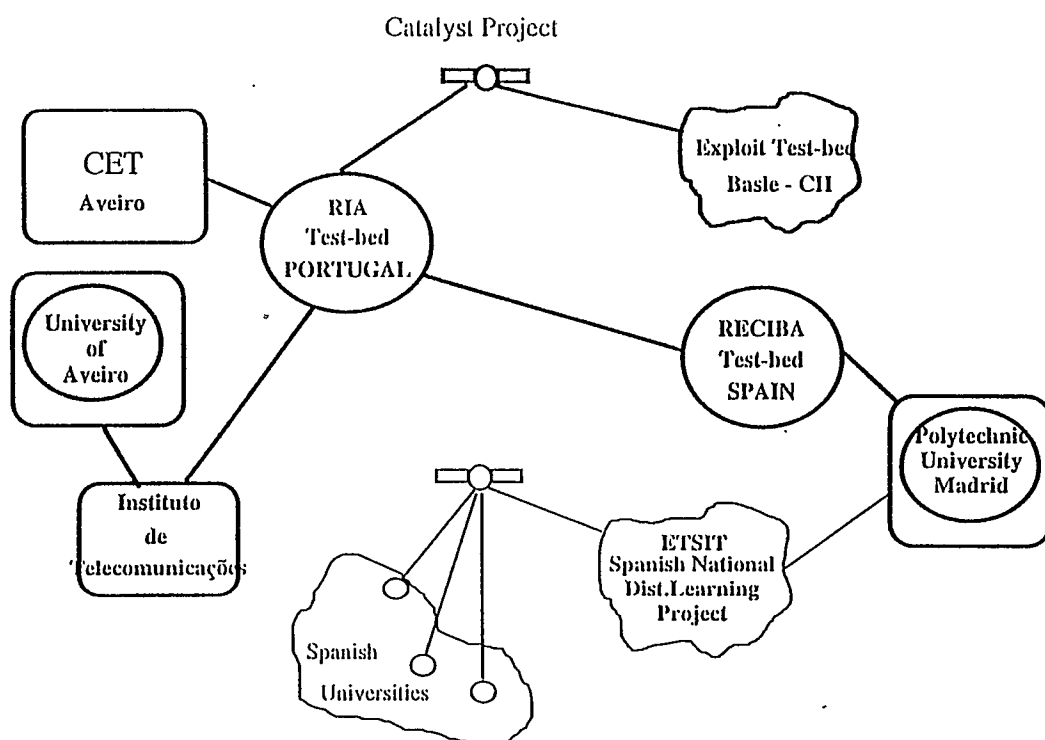 Catalyst Project
CET
Aveiro
Exploit Test-bed
Basle - CH
RIA
Test-bed
PORTUGAL
University
of
Aveiro
RECIBA
Test-bed
SPAIN
Polytechnic
University
Madrid
Instituto
de
Telecomunicações
ETSIT
Spanish National
Dist.Learning
Project
Spanish
Universities